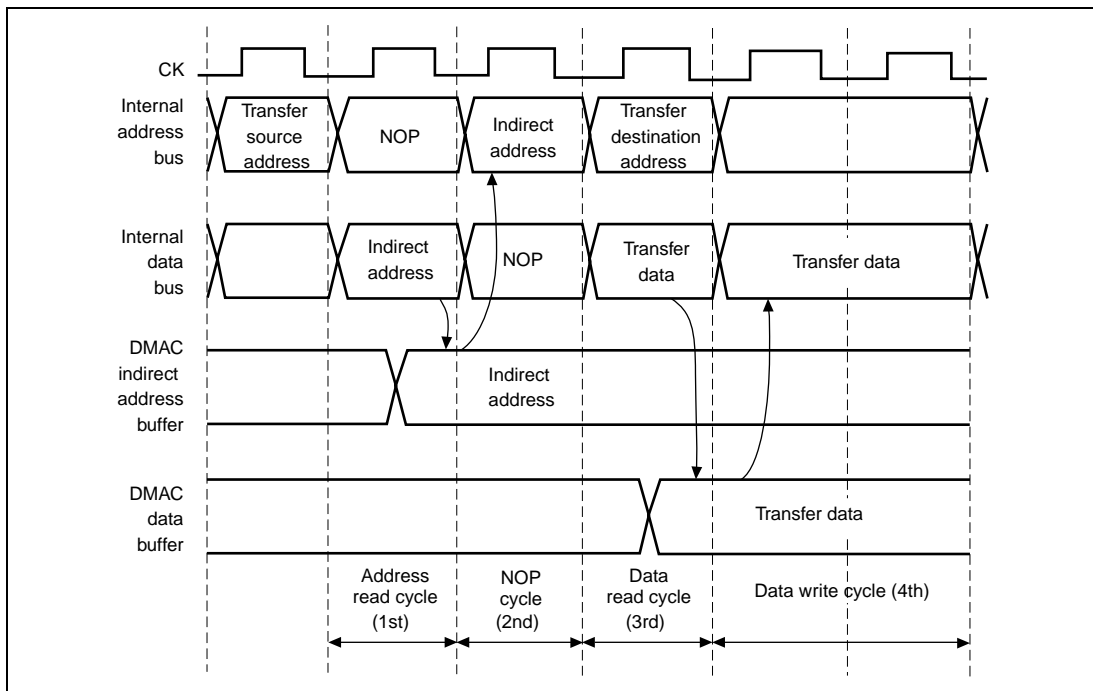 CK
Internal
address
bus
Transfer
source
address
NOP
Indirect
address
Transfer
destination
address
Internal
data
bus
Indirect
address
NOP
Transfer
data
Transfer data
DMAC
indirect
address
buffer
Indirect
address
DMAC
data
buffer
Transfer data
Address
read cycle
(1st)
NOP
cycle
(2nd)
Data
read cycle
(3rd)
Data write cycle (4th)